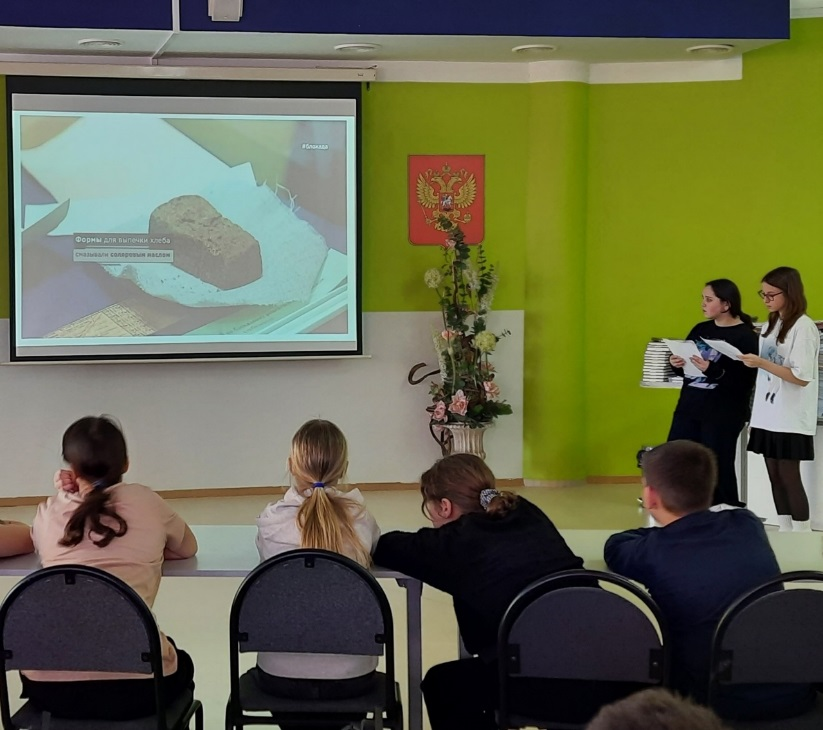 #блокада
Формы для выпечки хлеба
смазывали соляровым маслом